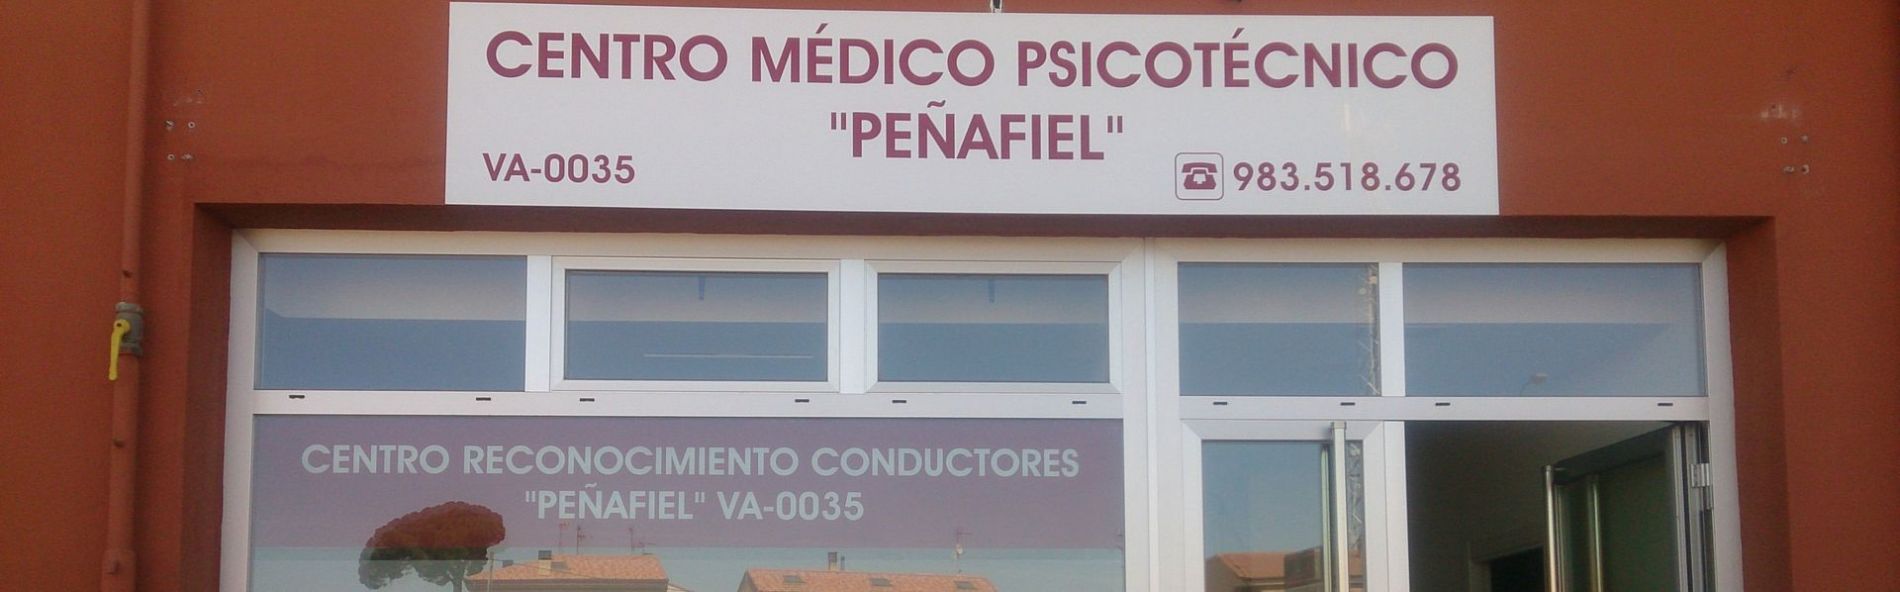 CENTRO MÉDICO PSICOTÉCNICO
"PEÑAFIEL"
VA-0035
983.518.678
CENTRO RECONOCIMIENTO CONDUCTORES
"PEÑAFIEL" VA-0035